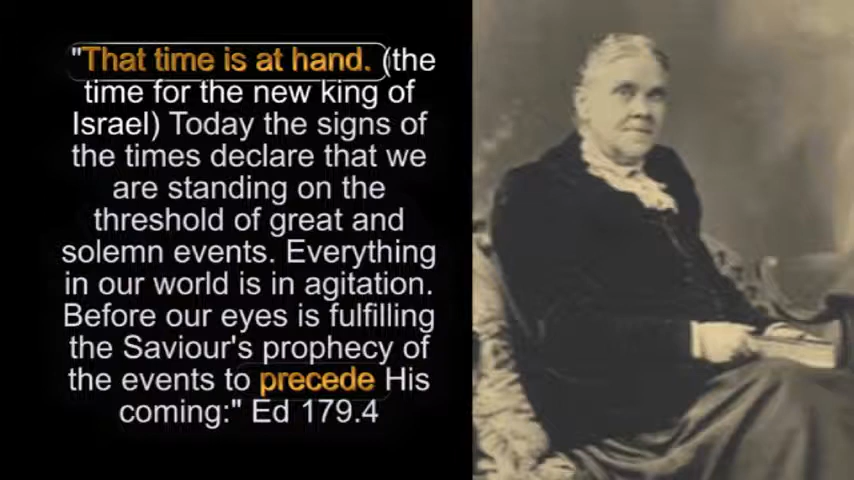 "That time is at hand. (the
time for the new king of
Israel) Today the signs of
the times declare that we
are standing on the
threshold of great and
solemn events. Everything
in our world is in agitation.
Before our eyes is fulfilling
the Saviour's prophecy of
the events to precede His
coming:" Ed 179.4